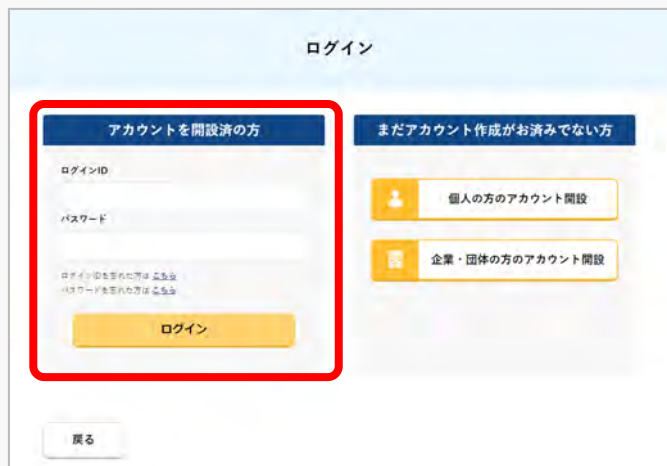 ログイン
アカウントを開設済の方
ログインID
パスワード
ログインIDを忘れた方は こちら
パスワードを忘れた方は こちら
ログイン
まだアカウント作成がお済みでない方
個人の方のアカウント開設
企業・団体の方のアカウント開設
戻る